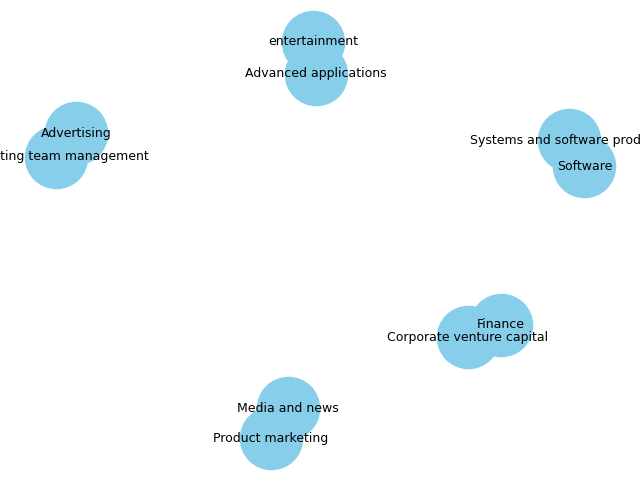 entertainment
Advanced applications
Advertising
ting team management
Systems and software prod
Software
Finance
Corporate venture capital
Media and news
Product marketing